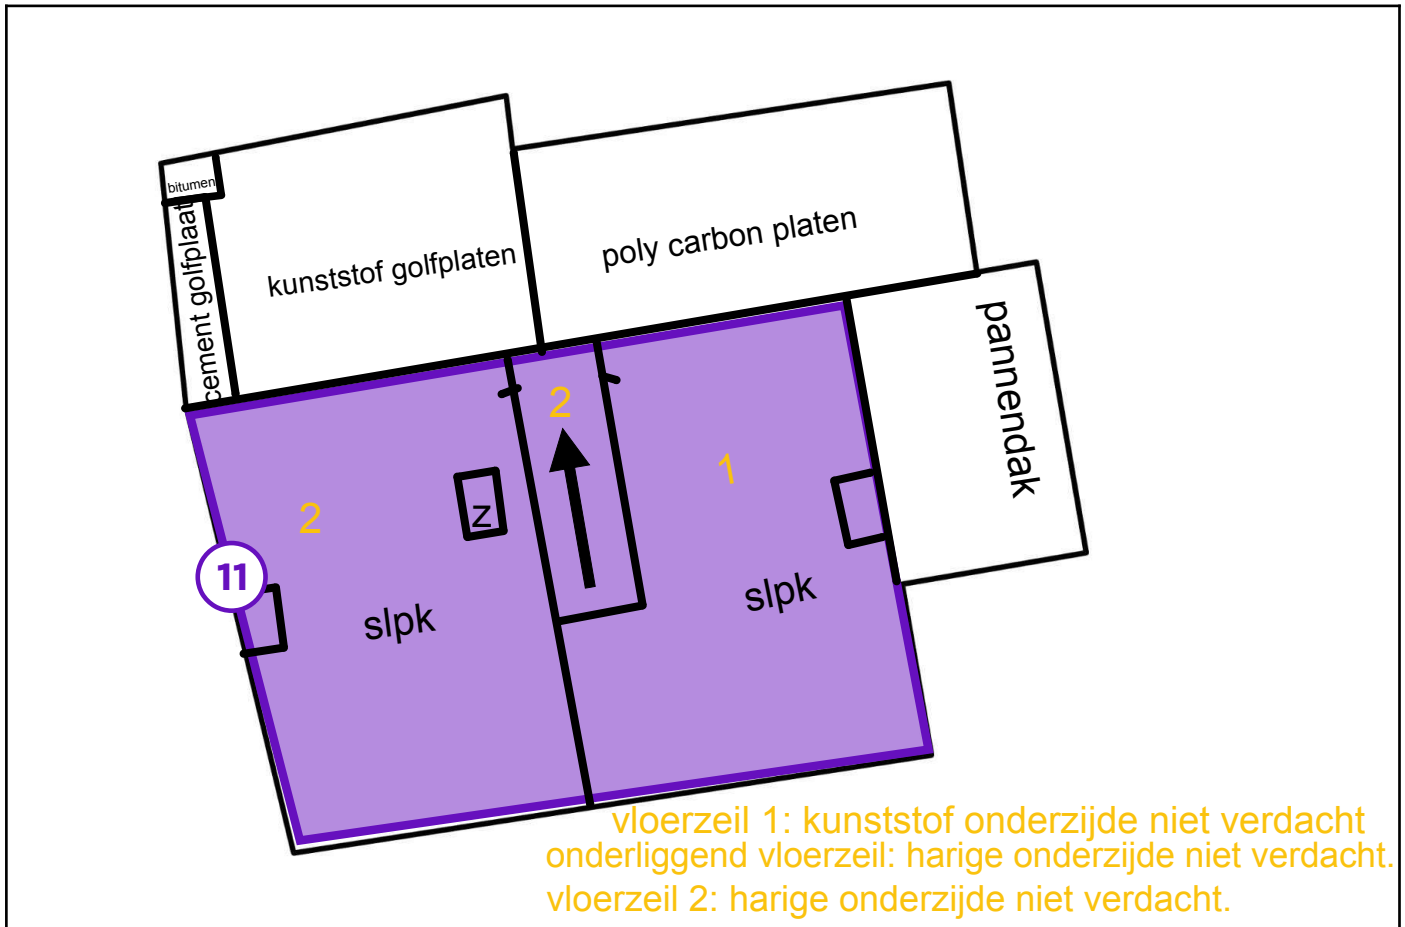 bitumen
cement golfplaat
kunststof golfplaten
poly carbon platen
pannendak
2
1
2
z
11
slpk
slpk
vloerzeil 1: kunststof onderzijde niet verdacht
onderliggend vloerzeil: harige onderzijde niet verdacht.
vloerzeil 2: harige onderzijde niet verdacht.